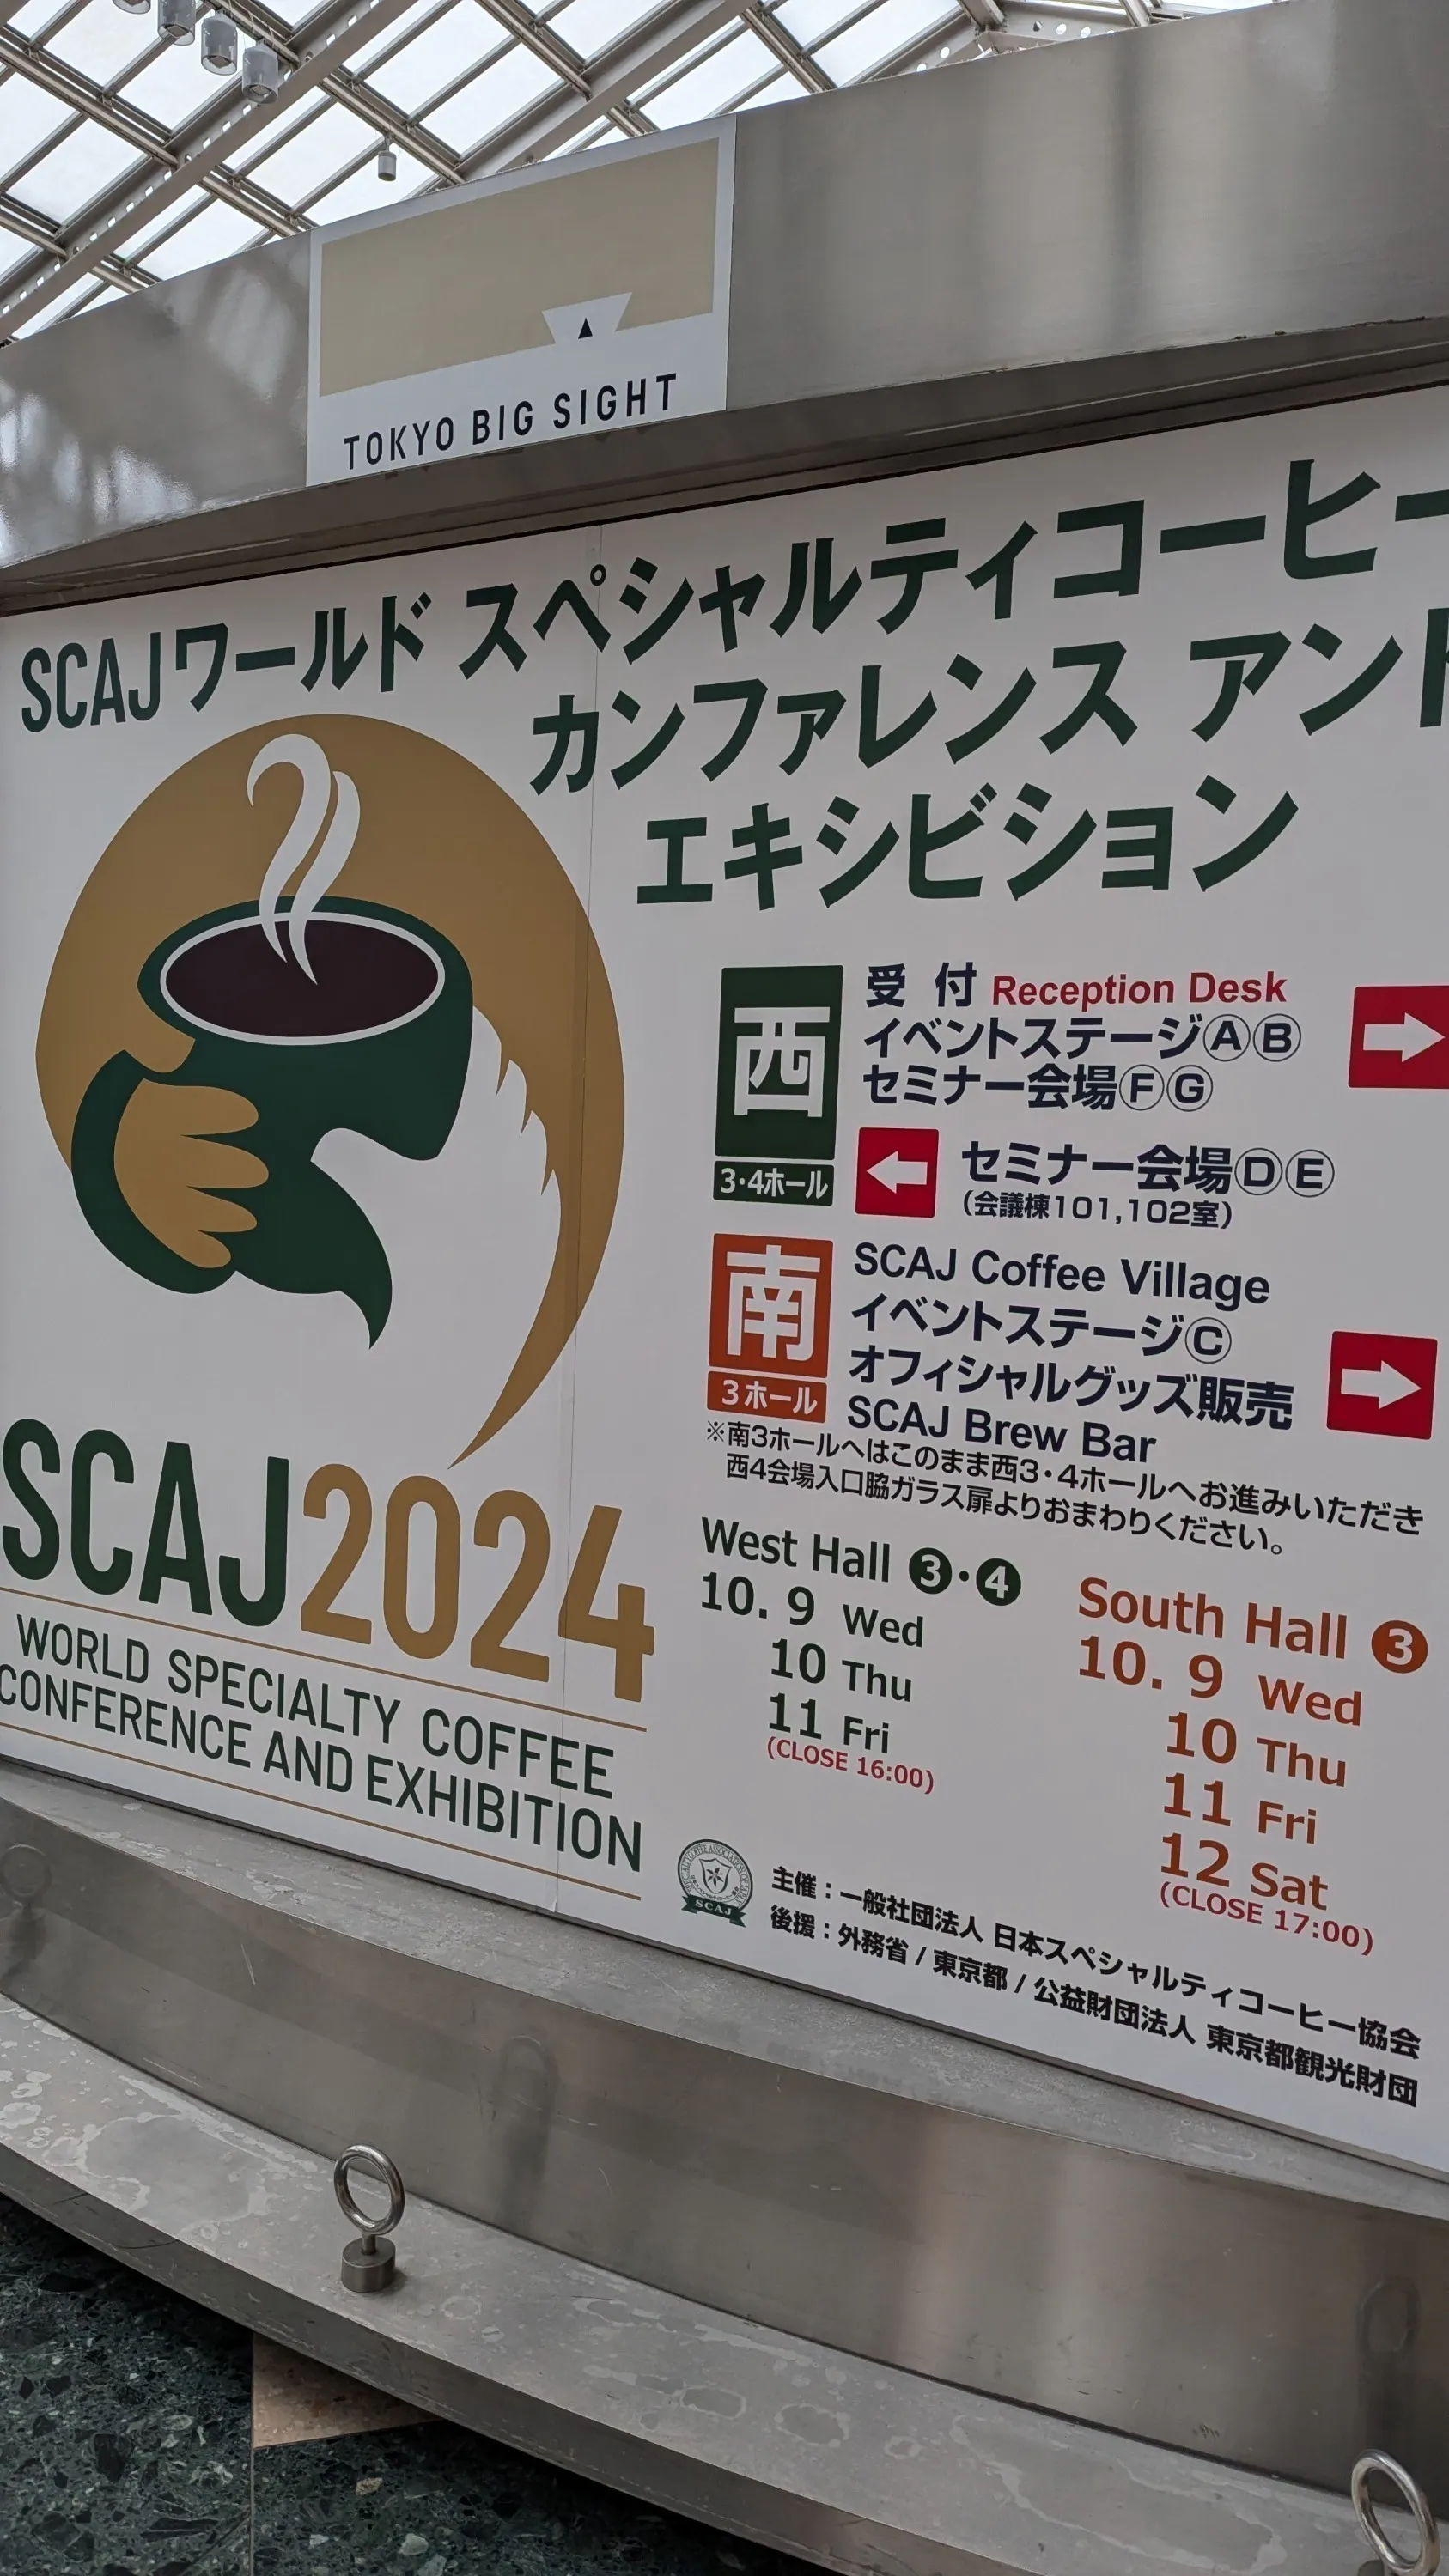 TOKYO BIG SIGHT
SCAJワールド スペシャルティコーヒー
カンファレンス アンド
エキシビション
西
3・4ホール
受 付 Reception Desk
イベントステージⒶⒷ
セミナー会場ⒻⒼ
セミナー会場ⒹⒺ
(会議棟101,102室)
南
3ホール
SCAJ Coffee Village
イベントステージⒸ
オフィシャルグッズ販売
SCAJ Brew Bar
※南3ホールへはこのまま西3・4ホールへお進みいただき
西4会場入口脇ガラス扉よりおまわりください。
SCAJ2024
WORLD SPECIALTY COFFEE
CONFERENCE AND EXHIBITION
West Hall ❸・❹
10. 9 Wed
10 Thu
11 Fri
(CLOSE 16:00)
South Hall ❸
10. 9 Wed
10 Thu
11 Fri
12 Sat
(CLOSE 17:00)
SCAJ
主催：一般社団法人 日本スペシャルティコーヒー協会
後援：外務省 / 東京都 / 公益財団法人 東京都観光財団